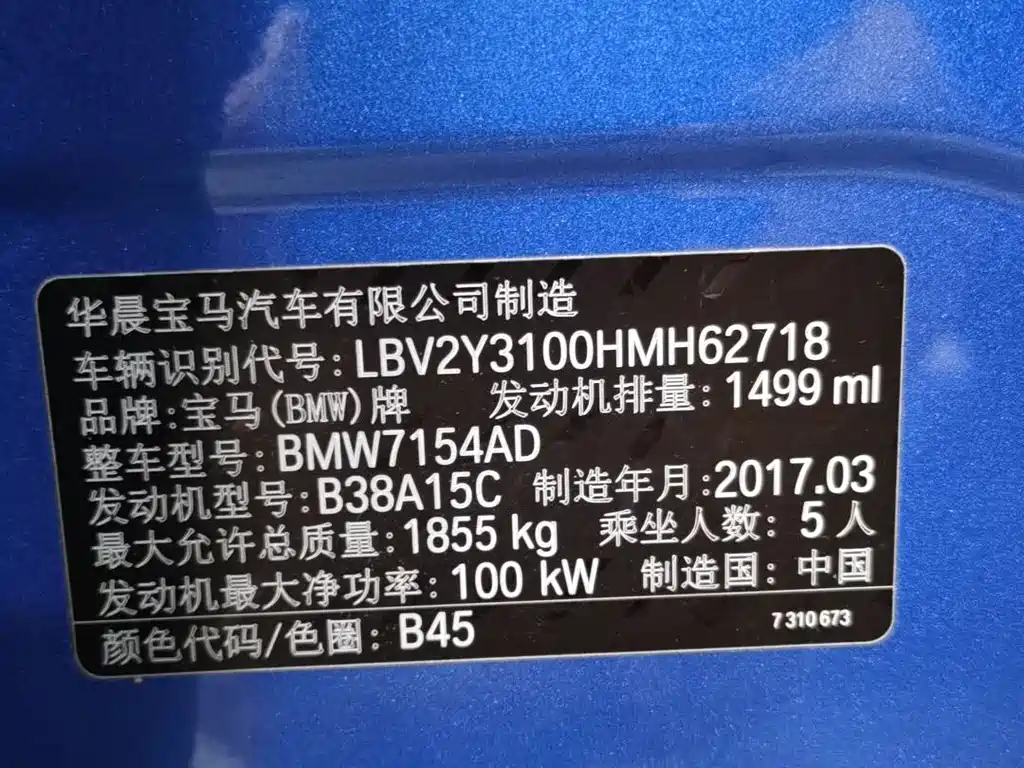 华晨宝马汽车有限公司制造
车辆识别代号:LBV2Y3100HMH62718
品牌:宝马(BMW)牌 发动机排量:1499 ml
整车型号:BMW7154AD
发动机型号:B38A15C 制造年月:2017.03
最大允许总质量:1855 kg 乘坐人数:5人
发动机最大净功率:100 kW 制造国:中国
颜色代码/色圈:B45 7 310 673